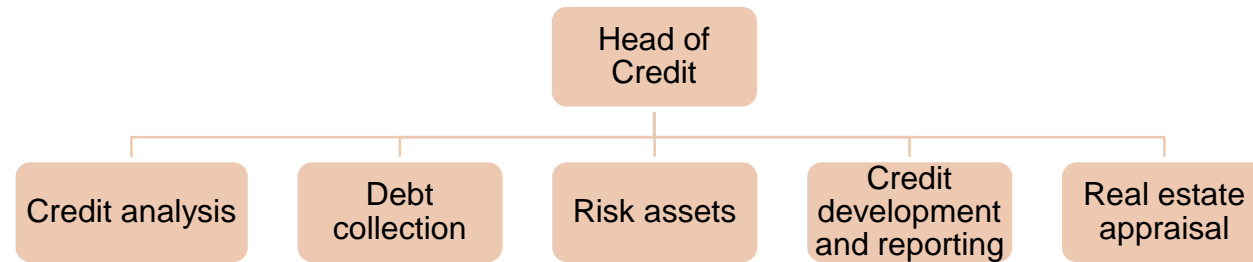 Head of
Credit
Credit analysis
Debt
collection
Risk assets
Credit
development
and reporting
Real estate
appraisal